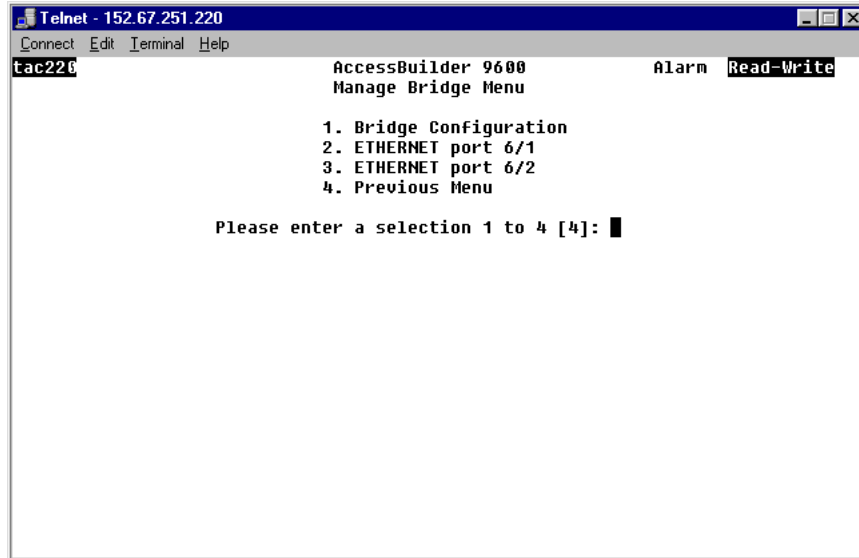 Telnet - 152.67.251.220
Connect Edit Terminal Help
tac220 AccessBuilder 9600 Alarm Read-Write
Manage Bridge Menu
1. Bridge Configuration
2. ETHERNET port 6/1
3. ETHERNET port 6/2
4. Previous Menu
Please enter a selection 1 to 4 [4]: